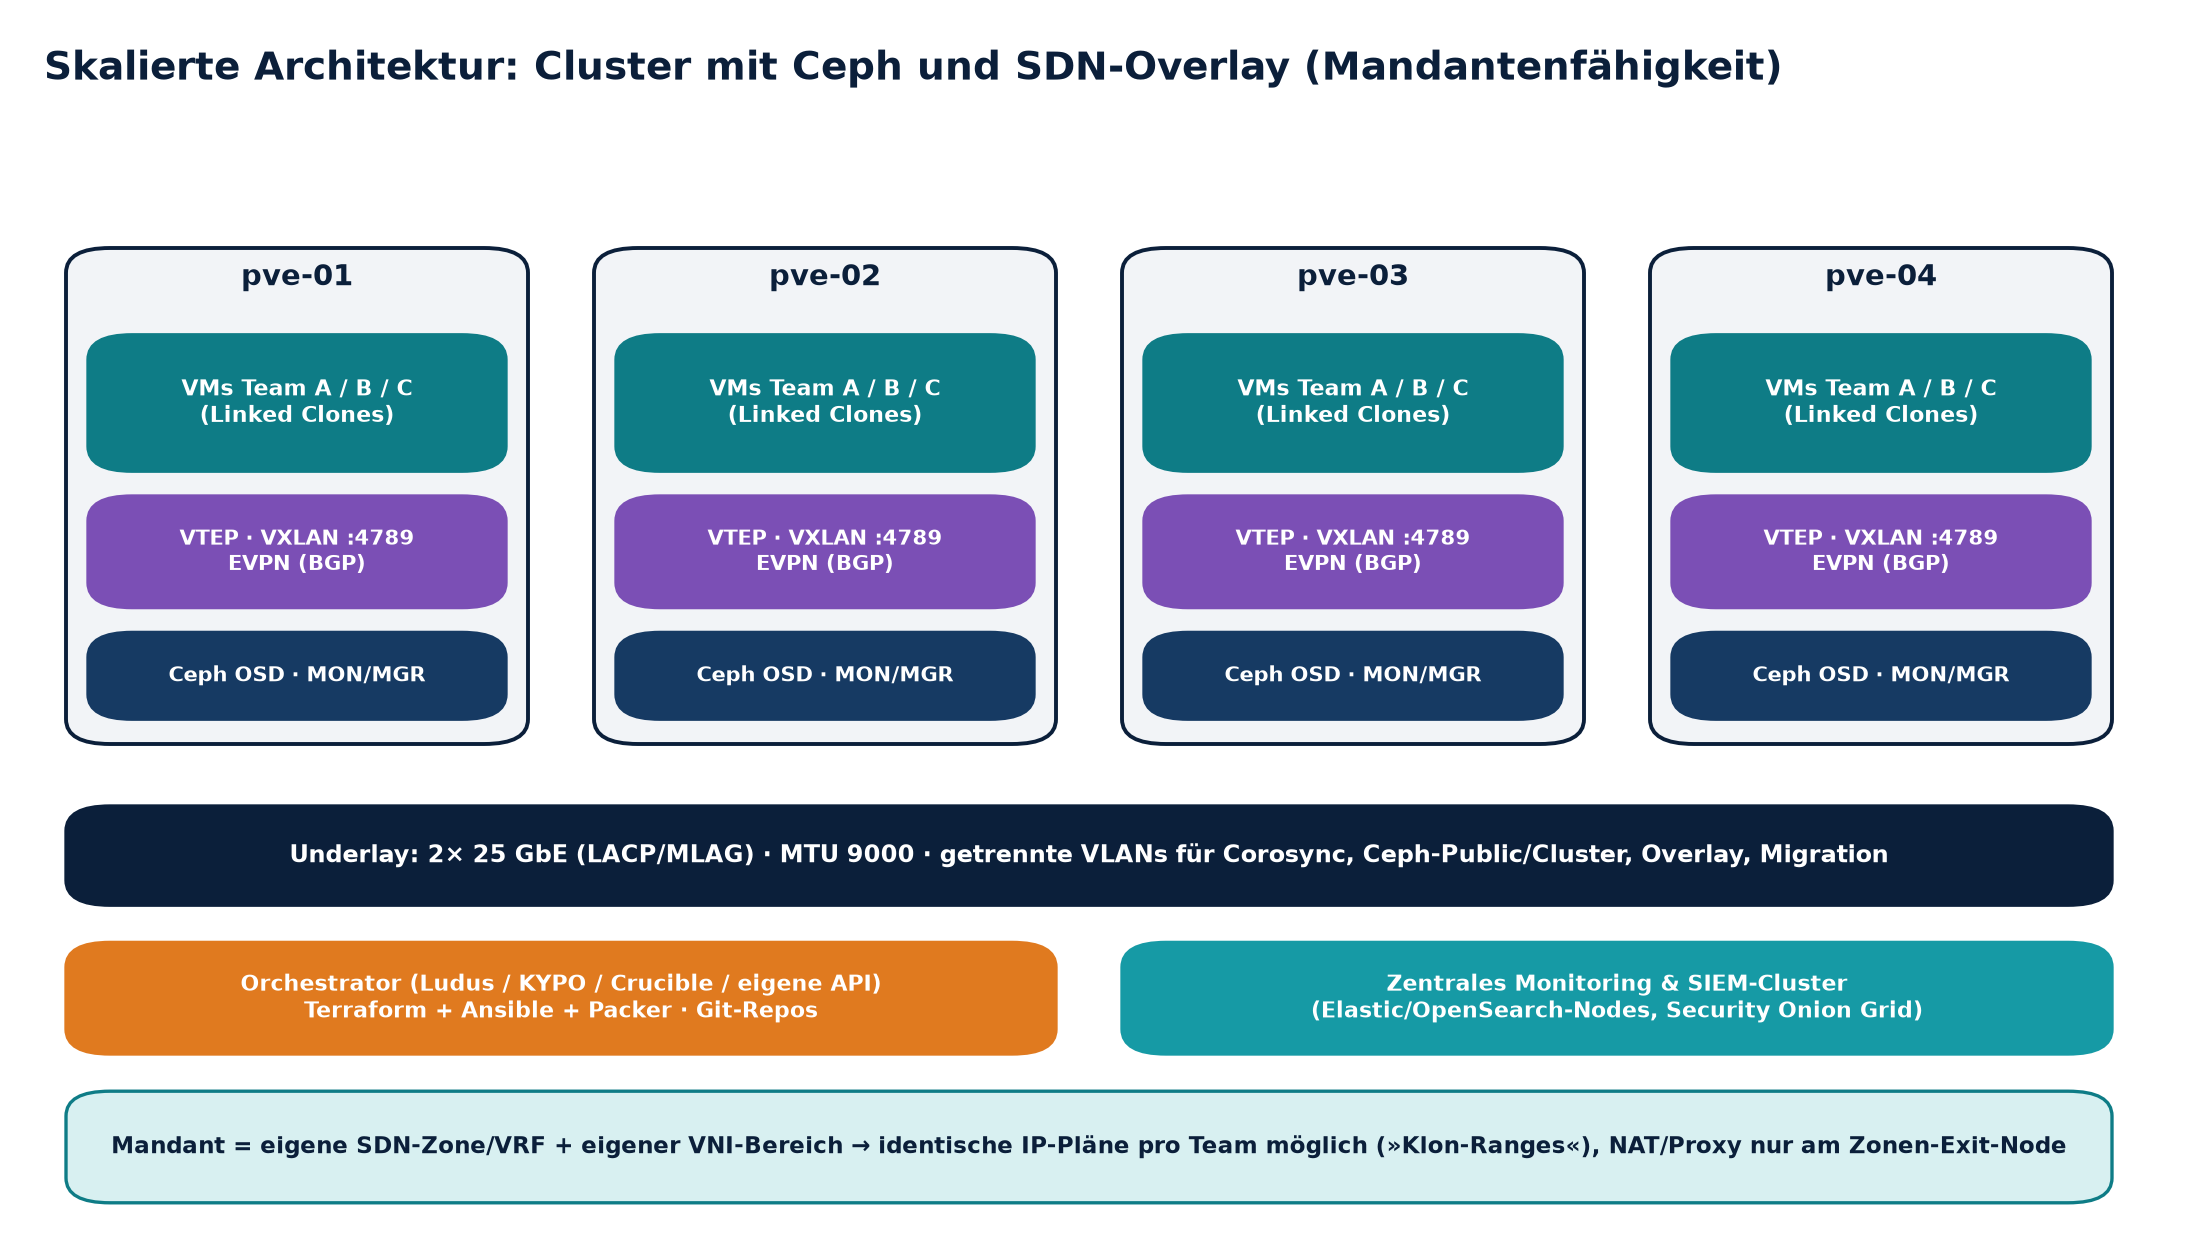 Skalierte Architektur: Cluster mit Ceph und SDN-Overlay (Mandantenfähigkeit)
pve-01
VMs Team A / B / C
(Linked Clones)
VTEP · VXLAN :4789
EVPN (BGP)
Ceph OSD · MON/MGR
pve-02
VMs Team A / B / C
(Linked Clones)
VTEP · VXLAN :4789
EVPN (BGP)
Ceph OSD · MON/MGR
pve-03
VMs Team A / B / C
(Linked Clones)
VTEP · VXLAN :4789
EVPN (BGP)
Ceph OSD · MON/MGR
pve-04
VMs Team A / B / C
(Linked Clones)
VTEP · VXLAN :4789
EVPN (BGP)
Ceph OSD · MON/MGR
Underlay: 2× 25 GbE (LACP/MLAG) · MTU 9000 · getrennte VLANs für Corosync, Ceph-Public/Cluster, Overlay, Migration
Orchestrator (Ludus / KYPO / Crucible / eigene API)
Terraform + Ansible + Packer · Git-Repos
Zentrales Monitoring & SIEM-Cluster
(Elastic/OpenSearch-Nodes, Security Onion Grid)
Mandant = eigene SDN-Zone/VRF + eigener VNI-Bereich → identische IP-Pläne pro Team möglich (»Klon-Ranges«), NAT/Proxy nur am Zonen-Exit-Node